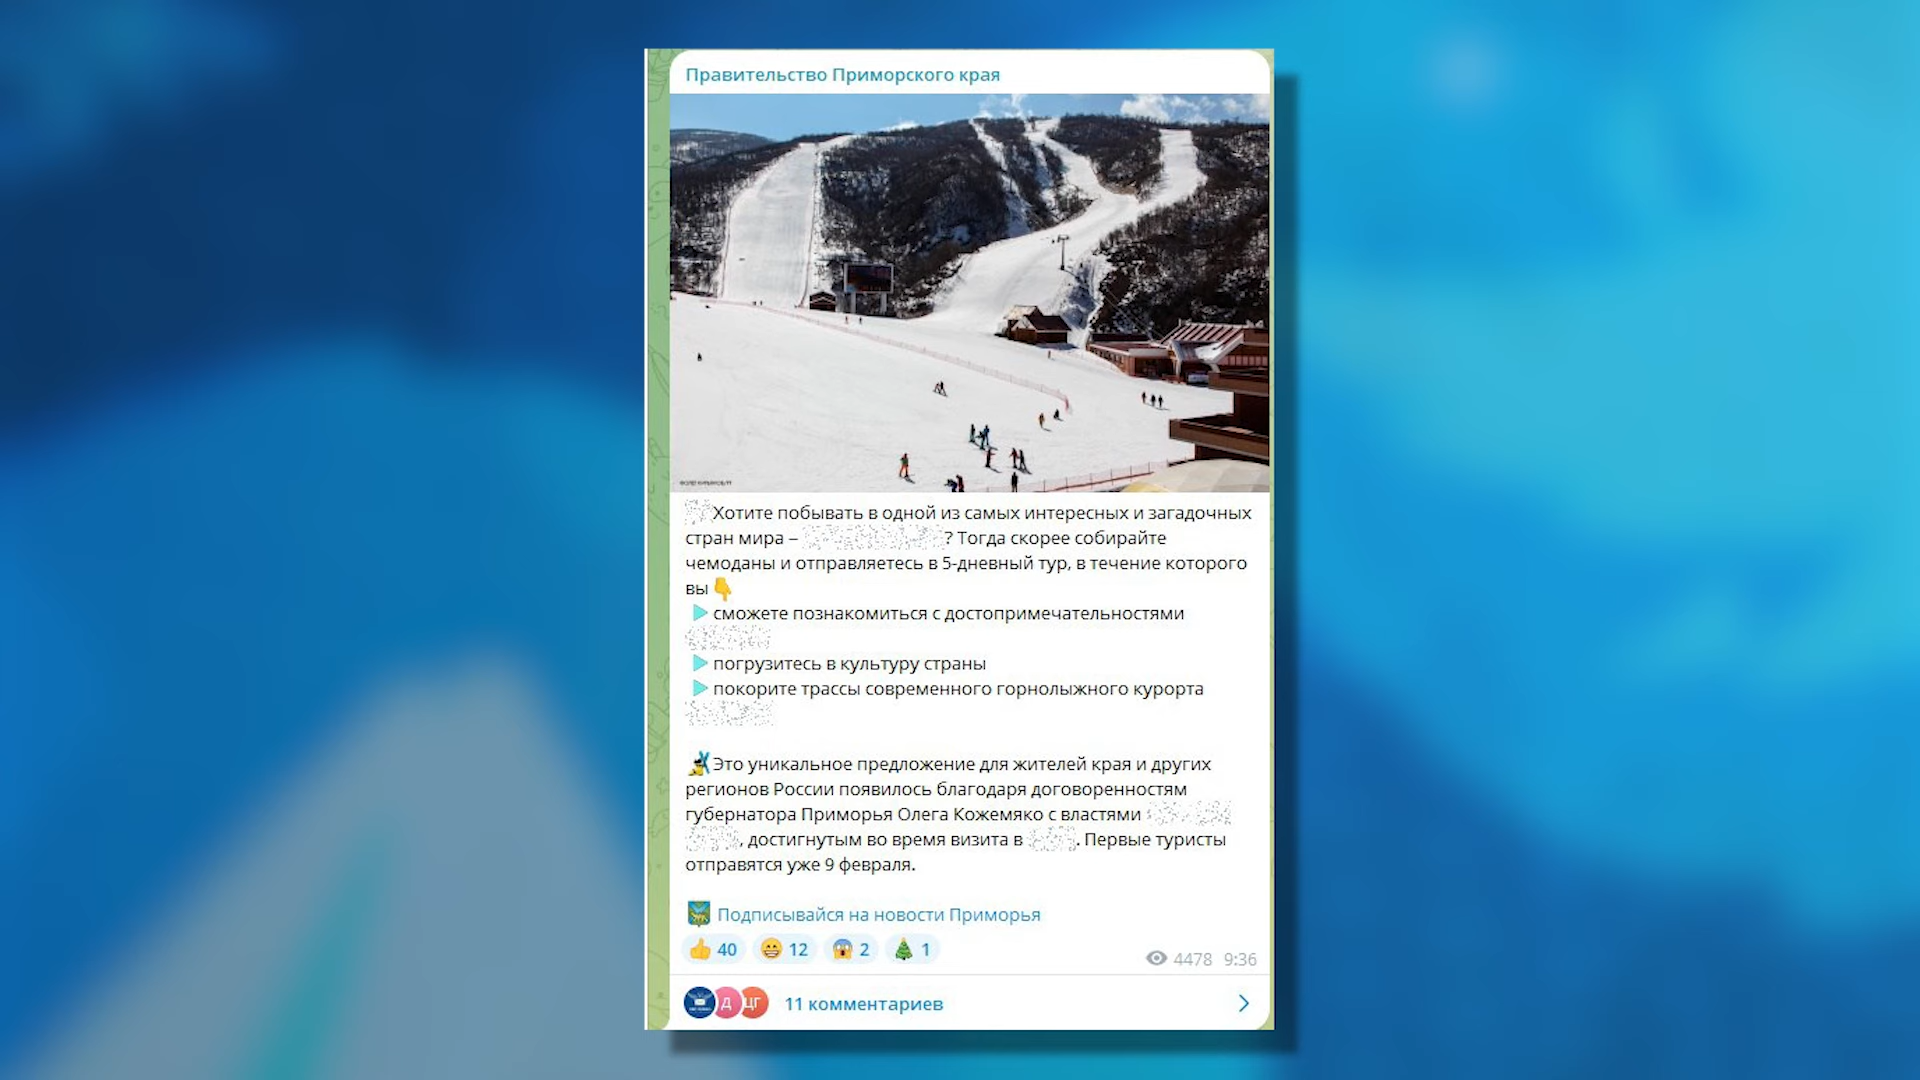 Правительство Приморского края
Хотите побывать в одной из самых интересных и загадочных
стран мира – ? Тогда скорее собирайте
чемоданы и отправляетесь в 5-дневный тур, в течение которого
вы
сможете познакомиться с достопримечательностями
погрузитесь в культуру страны
покорите трассы современного горнолыжного курорта
Это уникальное предложение для жителей края и других
регионов России появилось благодаря договоренностям
губернатора Приморья Олега Кожемяко с властями
, достигнутым во время визита в . Первые туристы
отправятся уже 9 февраля.
Подписывайся на новости Приморья
40 12 2 1
4478 9:36
Д ЦГ 11 комментариев